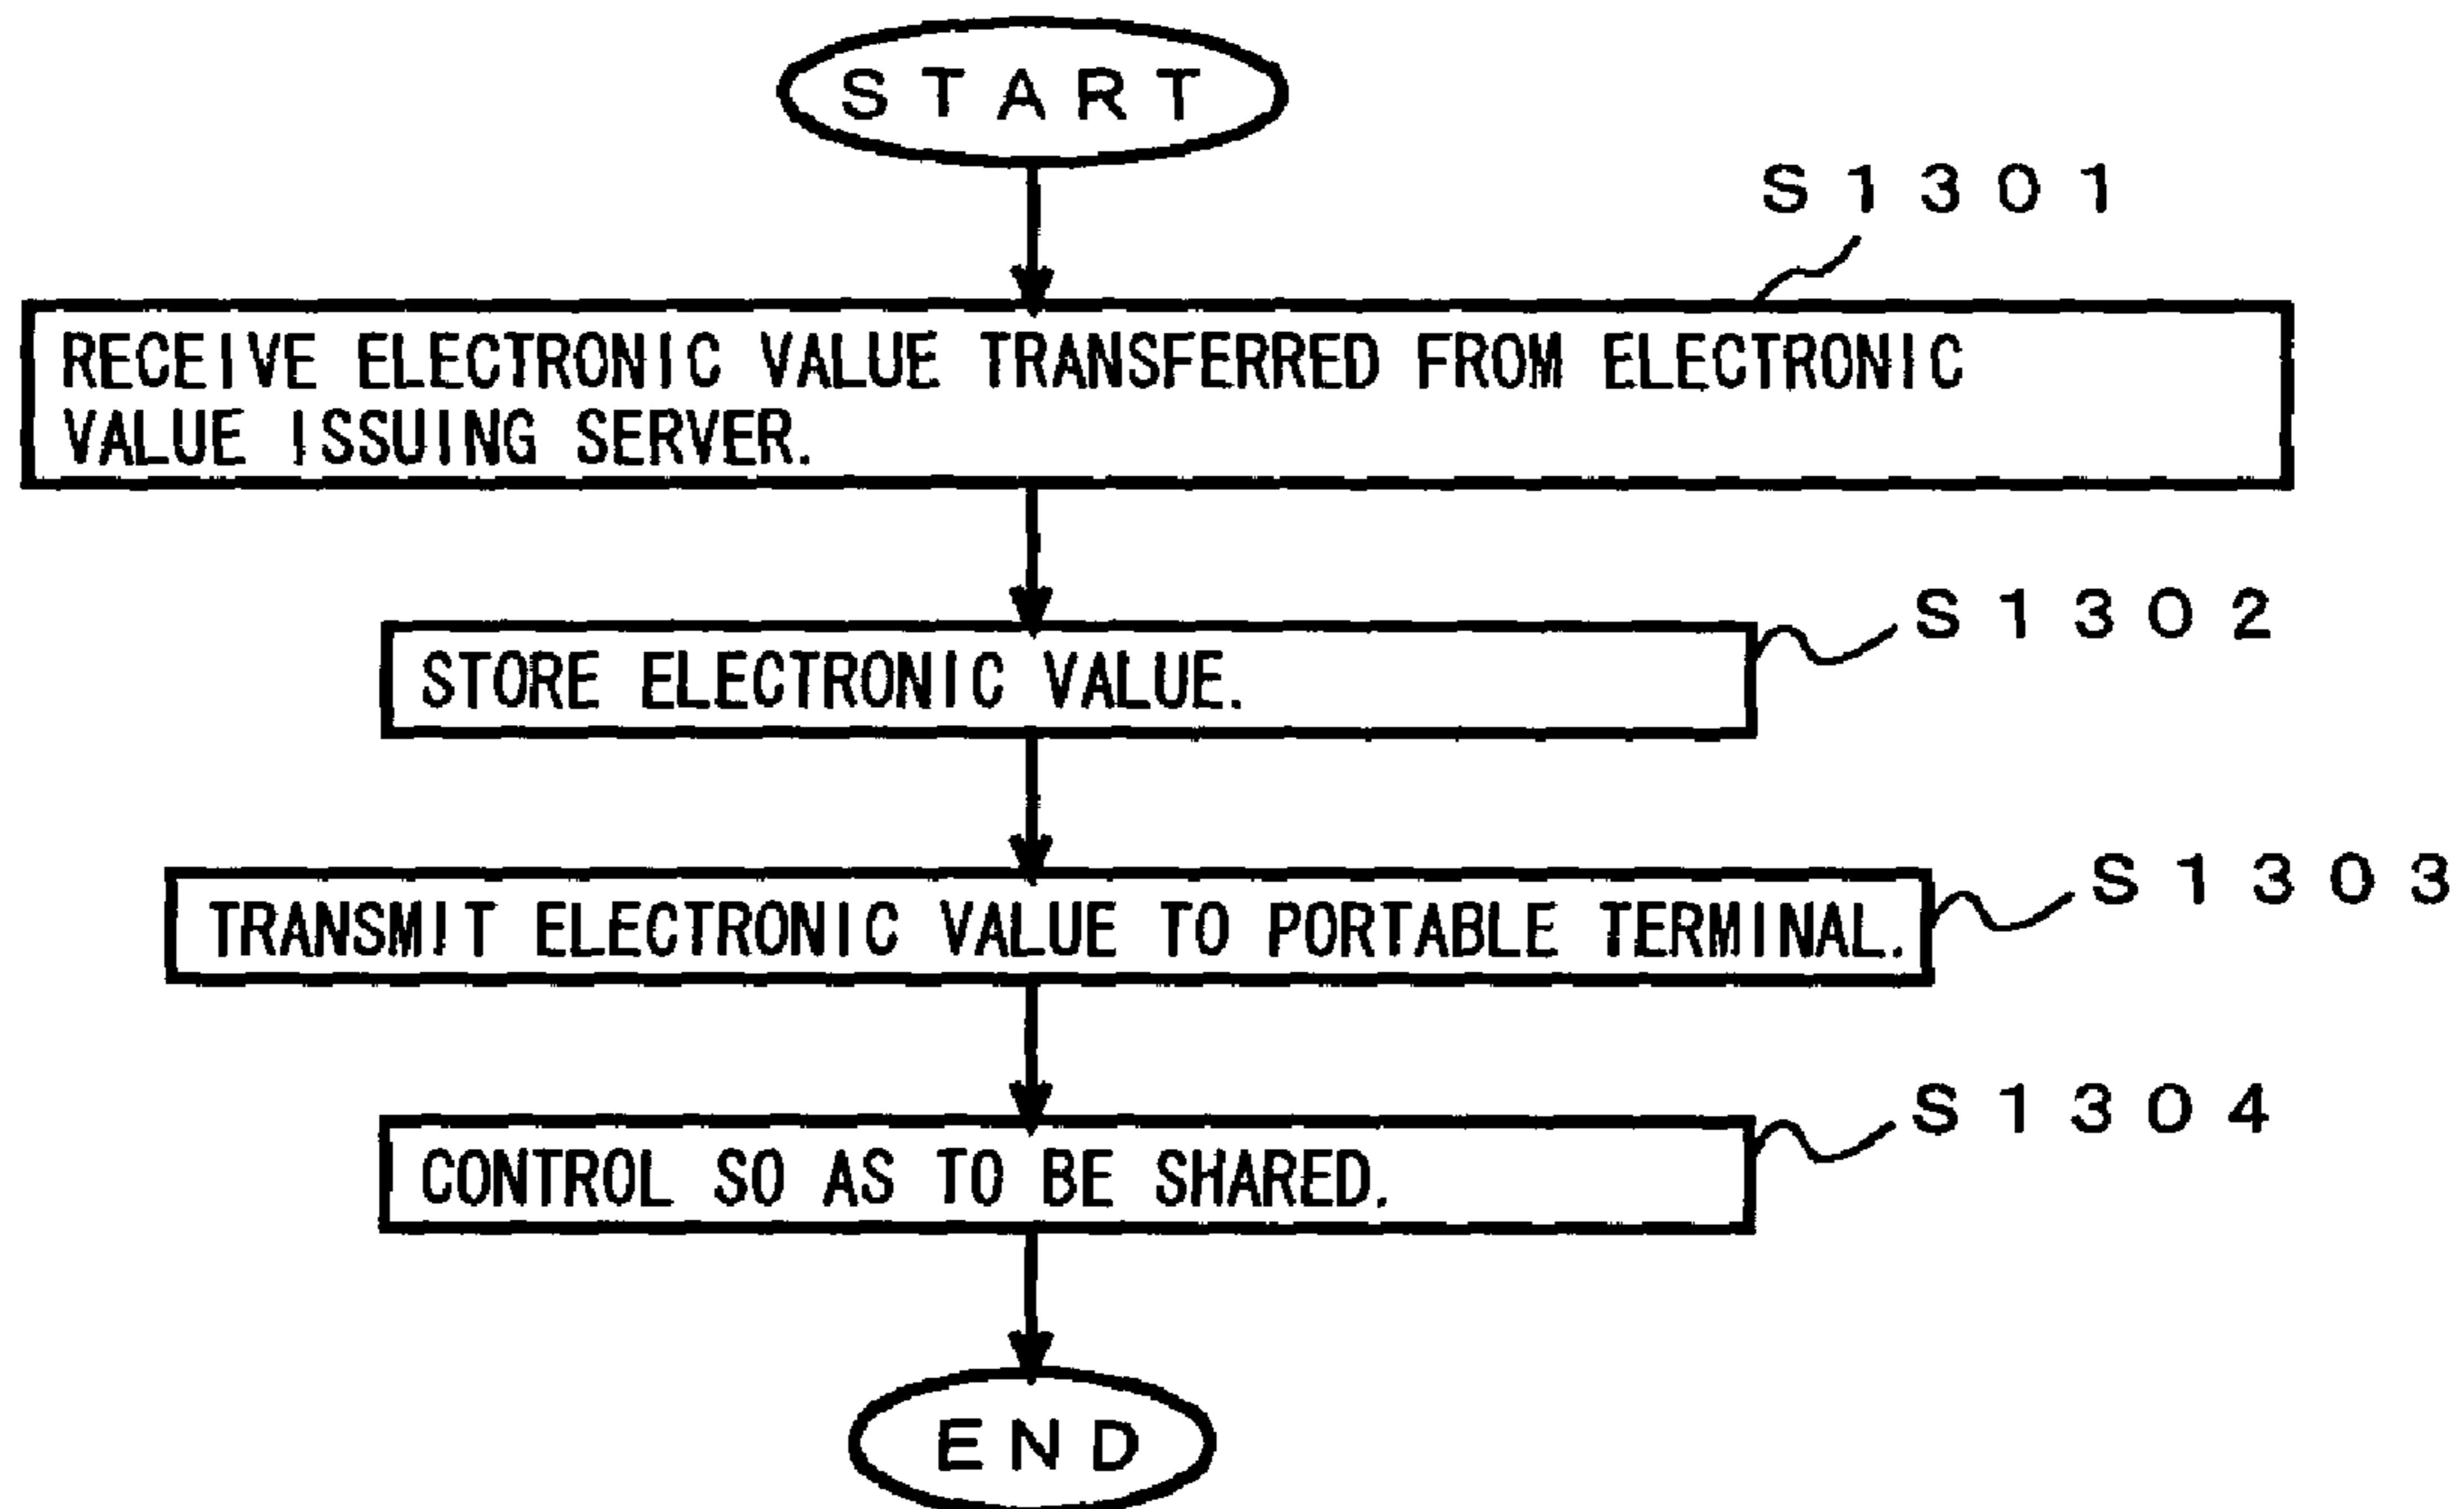 START
S1301
RECEIVE ELECTRONIC VALUE TRANSFERRED FROM ELECTRONIC
VALUE ISSUING SERVER.
S1302
STORE ELECTRONIC VALUE.
S1303
TRANSMIT ELECTRONIC VALUE TO PORTABLE TERMINAL.
S1304
CONTROL SO AS TO BE SHARED.
END